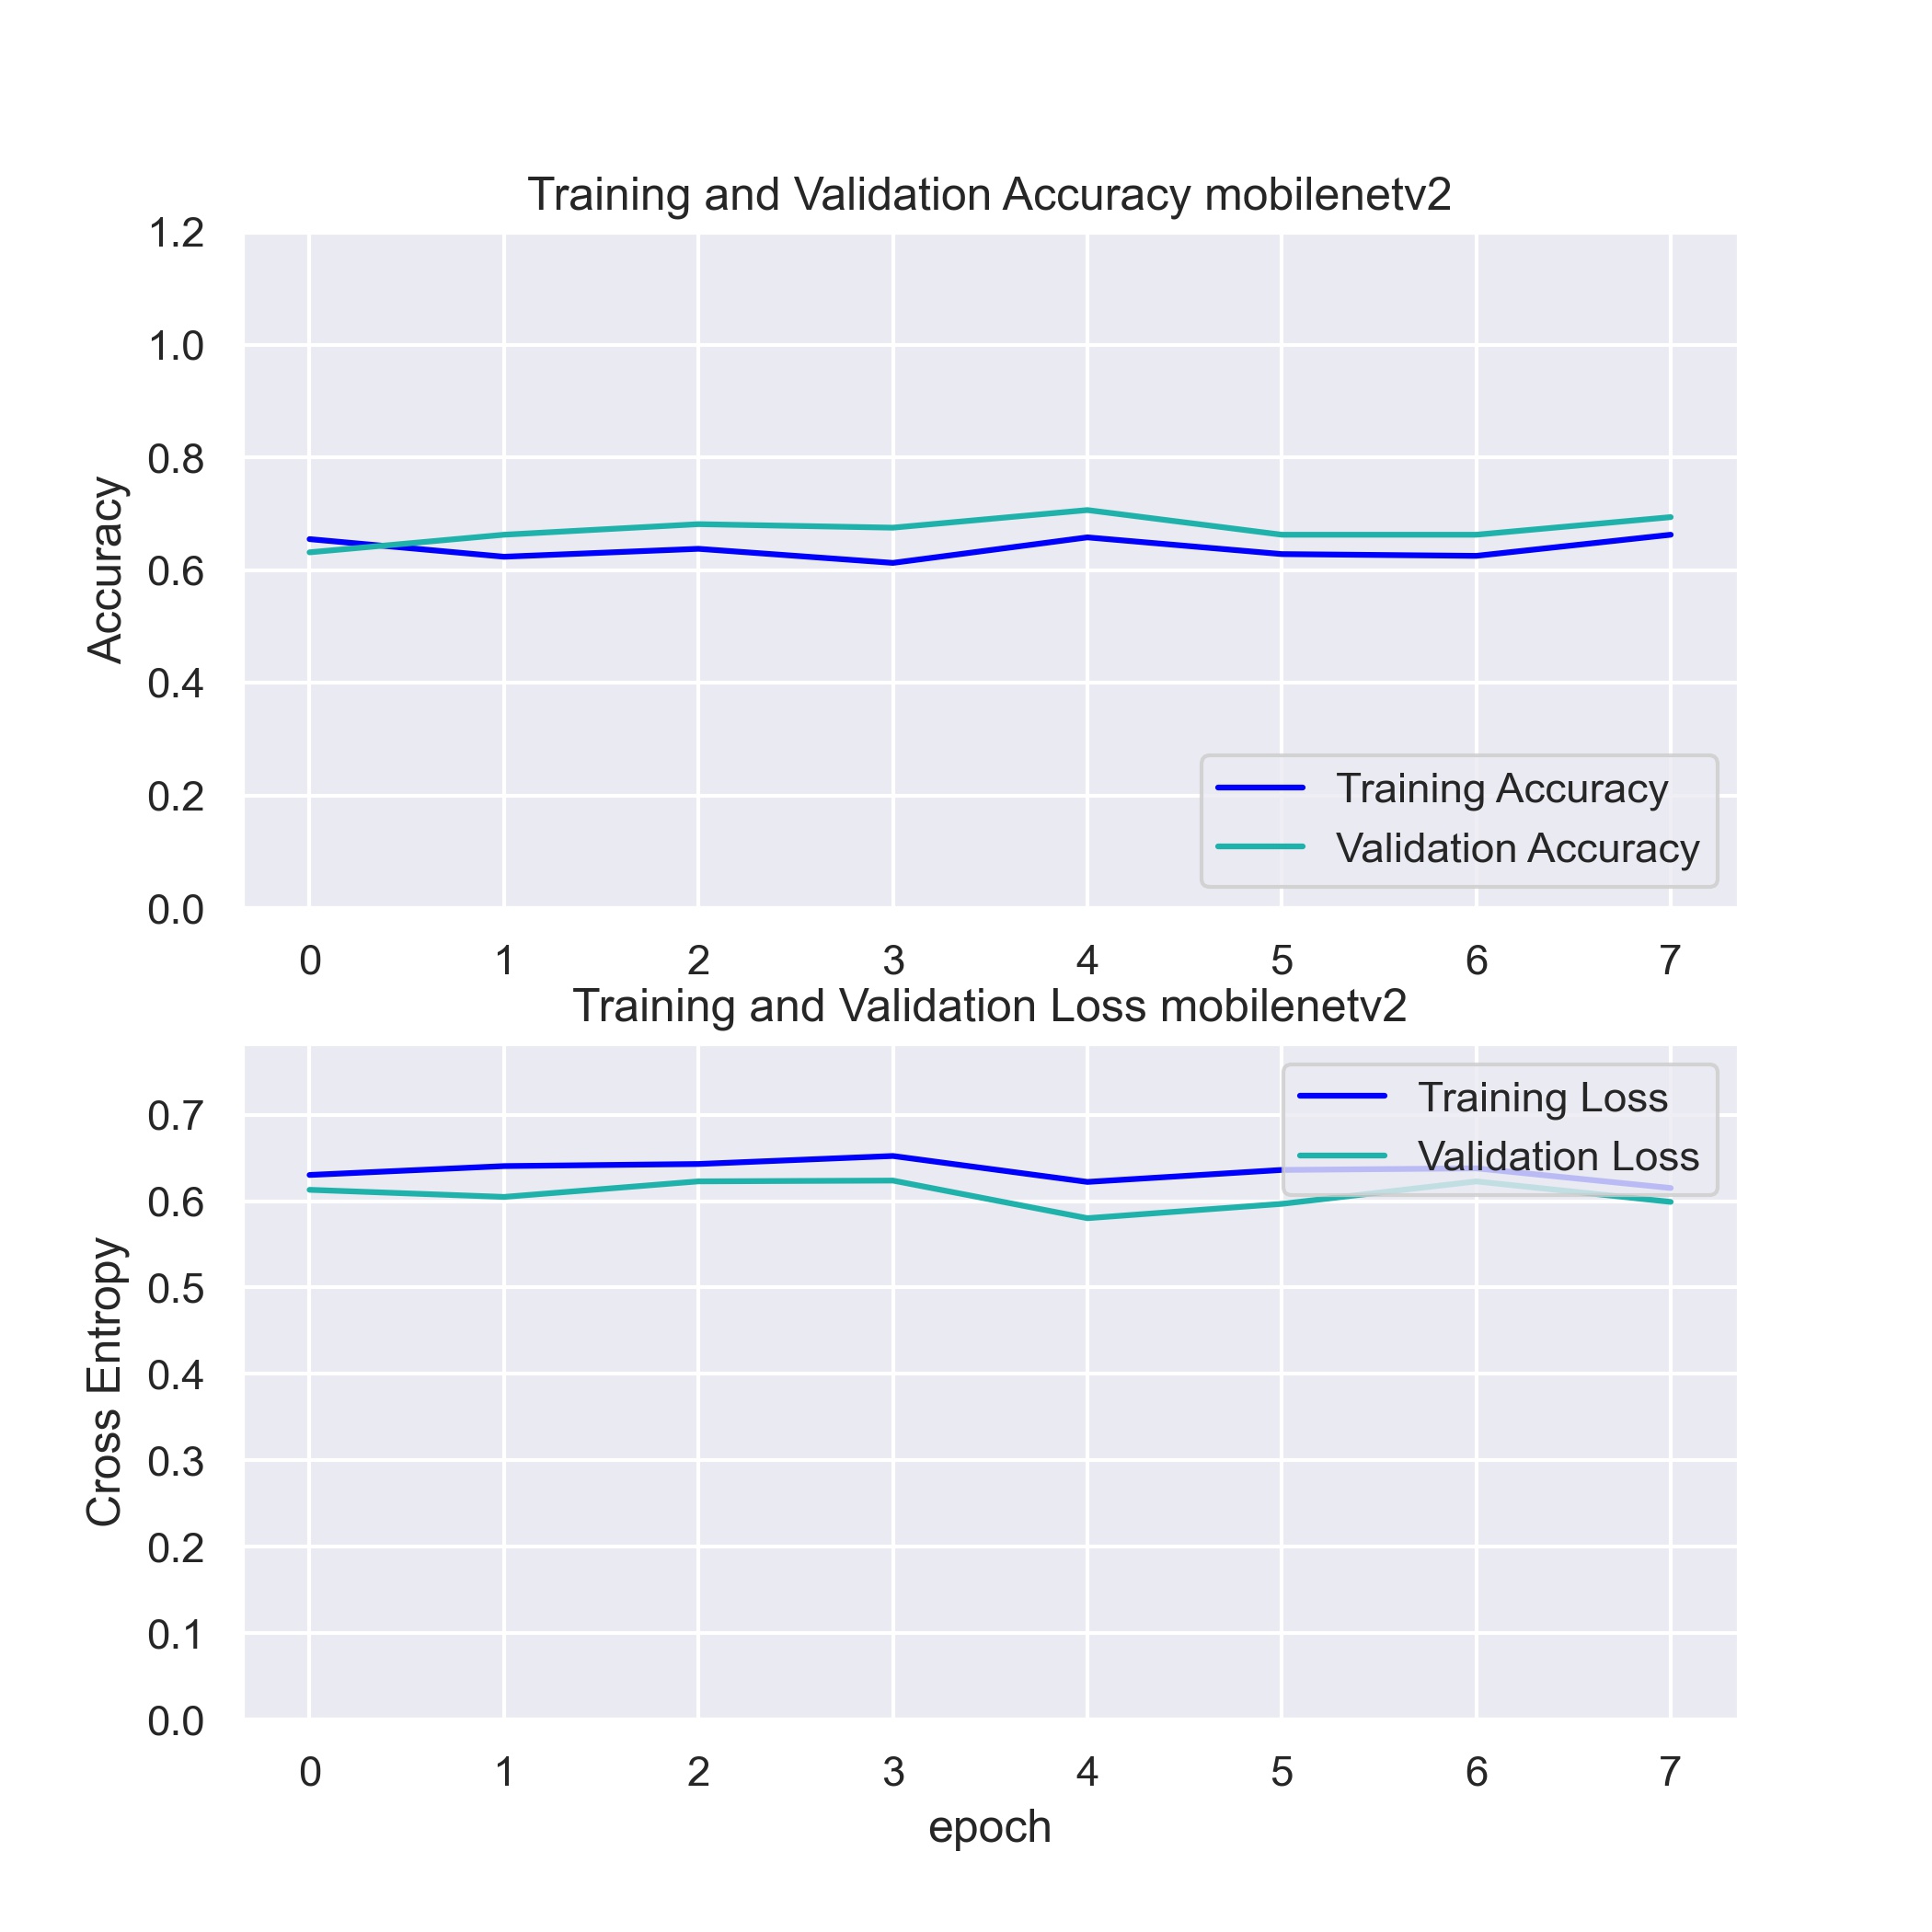 Training and Validation Accuracy mobilenetv2
1.2
1.0
0.8
0.6
0.4
0.2
0.0
Accuracy
Training Accuracy
Validation Accuracy
0 1 2 3 4 5 6 7
Training and Validation Loss mobilenetv2
0.7
0.6
0.5
0.4
0.3
0.2
0.1
0.0
Cross Entropy
Training Loss
Validation Loss
0 1 2 3 4 5 6 7
epoch